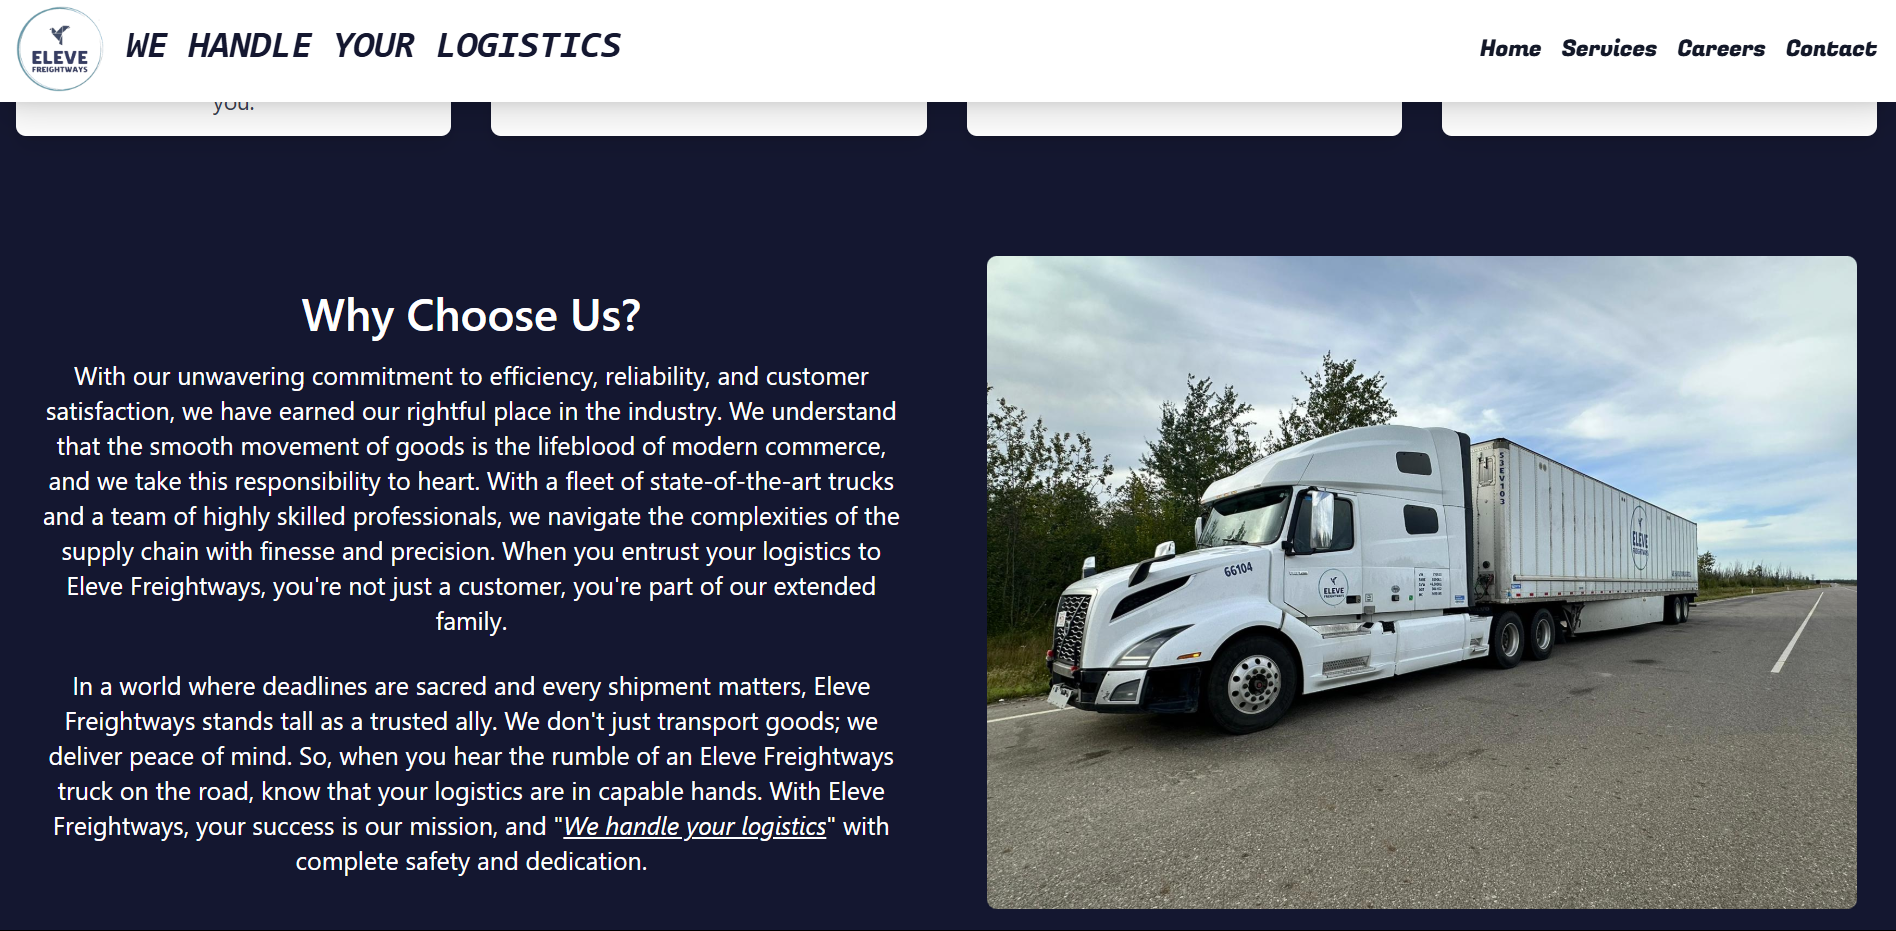 ELEVE
FREIGHTWAYS
WE HANDLE YOUR LOGISTICS
Home Services Careers Contact
you.
Why Choose Us?
With our unwavering commitment to efficiency, reliability, and customer
satisfaction, we have earned our rightful place in the industry. We understand
that the smooth movement of goods is the lifeblood of modern commerce,
and we take this responsibility to heart. With a fleet of state-of-the-art trucks
and a team of highly skilled professionals, we navigate the complexities of the
supply chain with finesse and precision. When you entrust your logistics to
Eleve Freightways, you're not just a customer, you're part of our extended
family.
In a world where deadlines are sacred and every shipment matters, Eleve
Freightways stands tall as a trusted ally. We don't just transport goods; we
deliver peace of mind. So, when you hear the rumble of an Eleve Freightways
truck on the road, know that your logistics are in capable hands. With Eleve
Freightways, your success is our mission, and "We handle your logistics" with
complete safety and dedication.
53EV103
ELEVE
FREIGHTWAYS
66104
ELEVE
FREIGHTWAYS